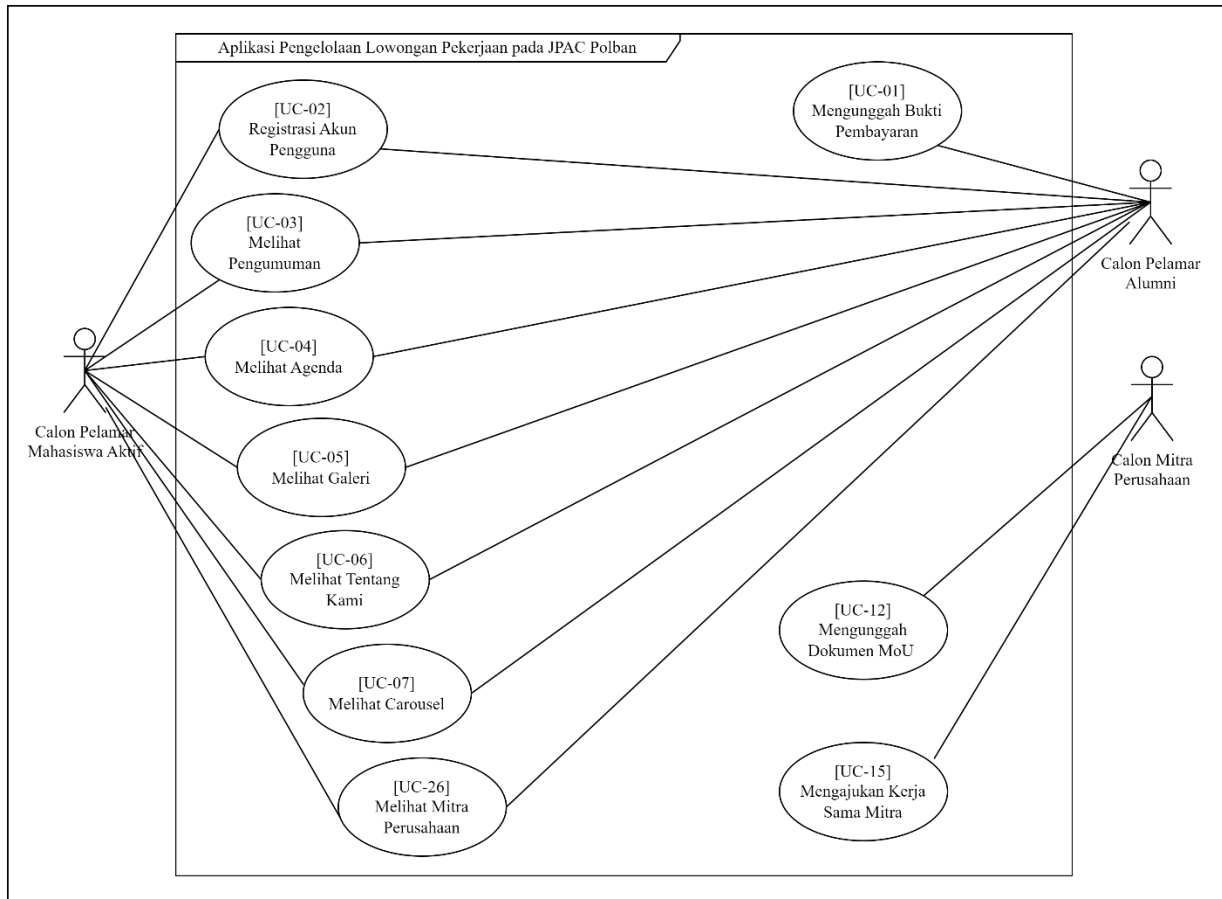 Aplikasi Pengelolaan Lowongan Pekerjaan pada JPAC Polban
[UC-02]
Registrasi Akun
Pengguna
[UC-01]
Mengunggah Bukti
Pembayaran
[UC-03]
Melihat
Pengumuman
Calon Pelamar
Alumni
[UC-04]
Melihat Agenda
Calon Pelamar
Mahasiswa Aktif
[UC-05]
Melihat Galeri
Calon Mitra
Perusahaan
[UC-06]
Melihat Tentang
Kami
[UC-12]
Mengunggah
Dokumen MoU
[UC-07]
Melihat Carousel
[UC-26]
Melihat Mitra
Perusahaan
[UC-15]
Mengajukan Kerja
Sama Mitra